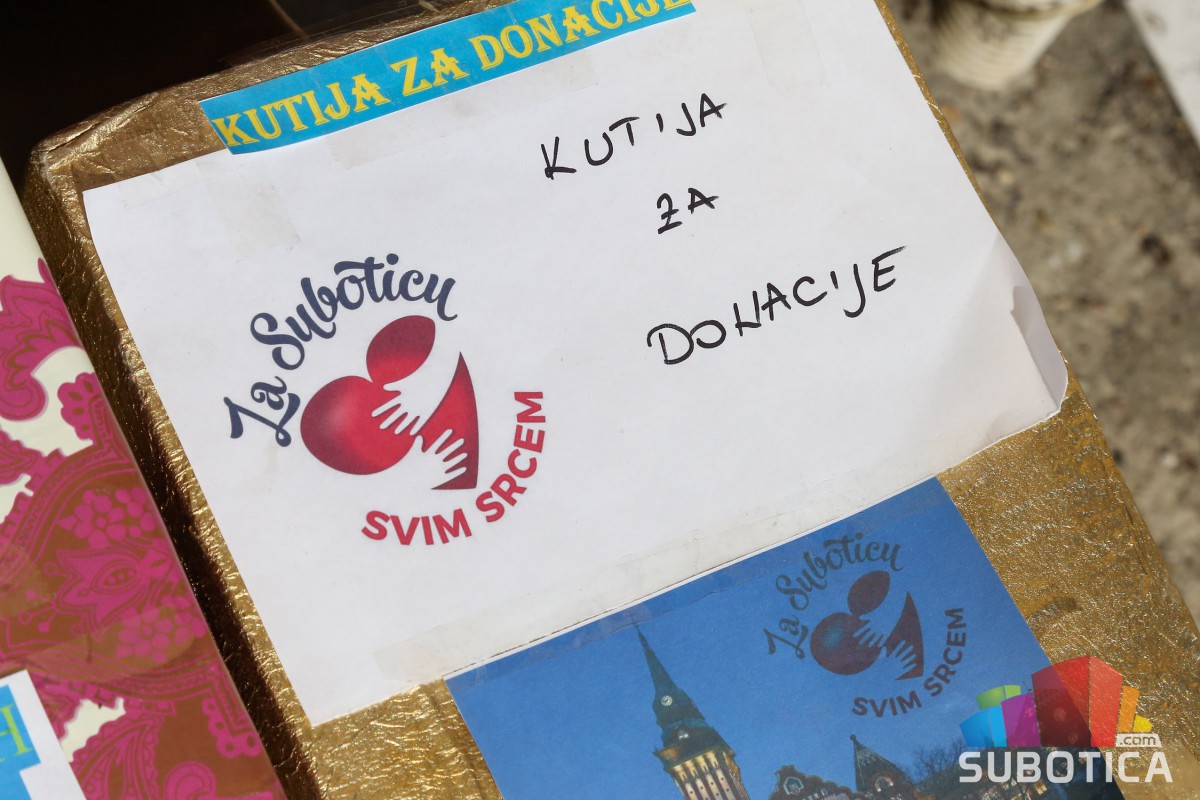 KUTIJA ZA DONACIJE
KUTIJA
ZA
DONACIJE
Za Suboticu
SVIM SRCEM
Za Suboticu
SVIM SRCEM
.com
SUBOTICA